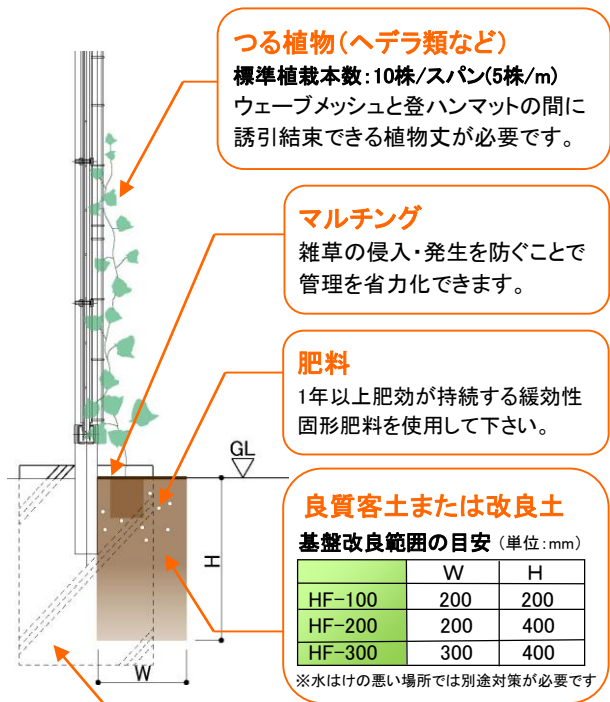 つる植物(ヘデラ類など)
標準植栽本数:10株/スパン(5株/m)
ウェーブメッシュと登ハンマットの間に
誘引結束できる植物丈が必要です。
マルチング
雑草の侵入・発生を防ぐことで
管理を省力化できます。
肥料
1年以上肥効が持続する緩効性
固形肥料を使用して下さい。
GL
良質客土または改良土
基盤改良範囲の目安 (単位:mm)
W H
HF-100 200 200
HF-200 200 400
HF-300 300 400
※水はけの悪い場所では別途対策が必要です
H
W